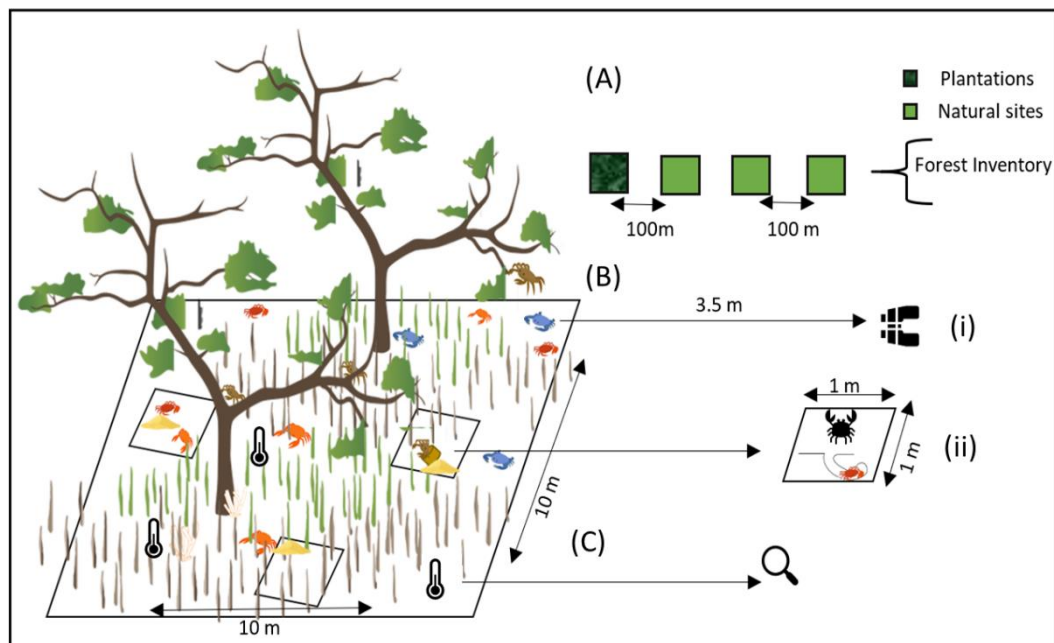 (A)
Plantations
Natural sites
Forest Inventory
100m
100 m
(B)
3.5 m
(i)
1 m
1 m
(ii)
10 m
(C)
10 m